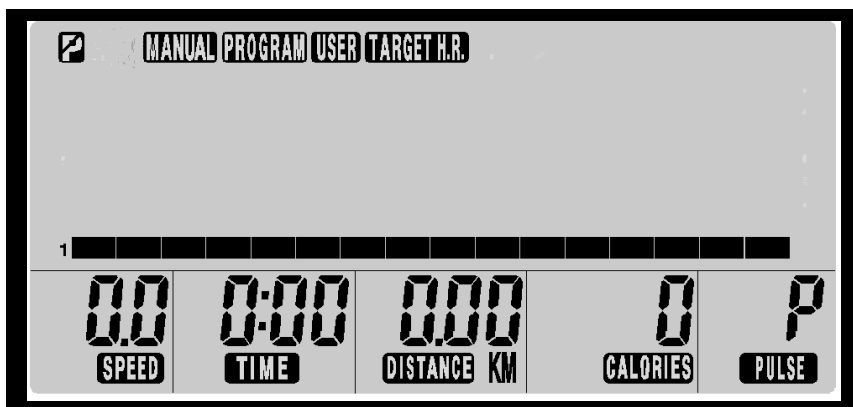 MANUAL PROGRAM USER TARGET H.R.
1
0.0 0:00 0.00 0 P
SPEED TIME DISTANCE KM CALORIES PULSE